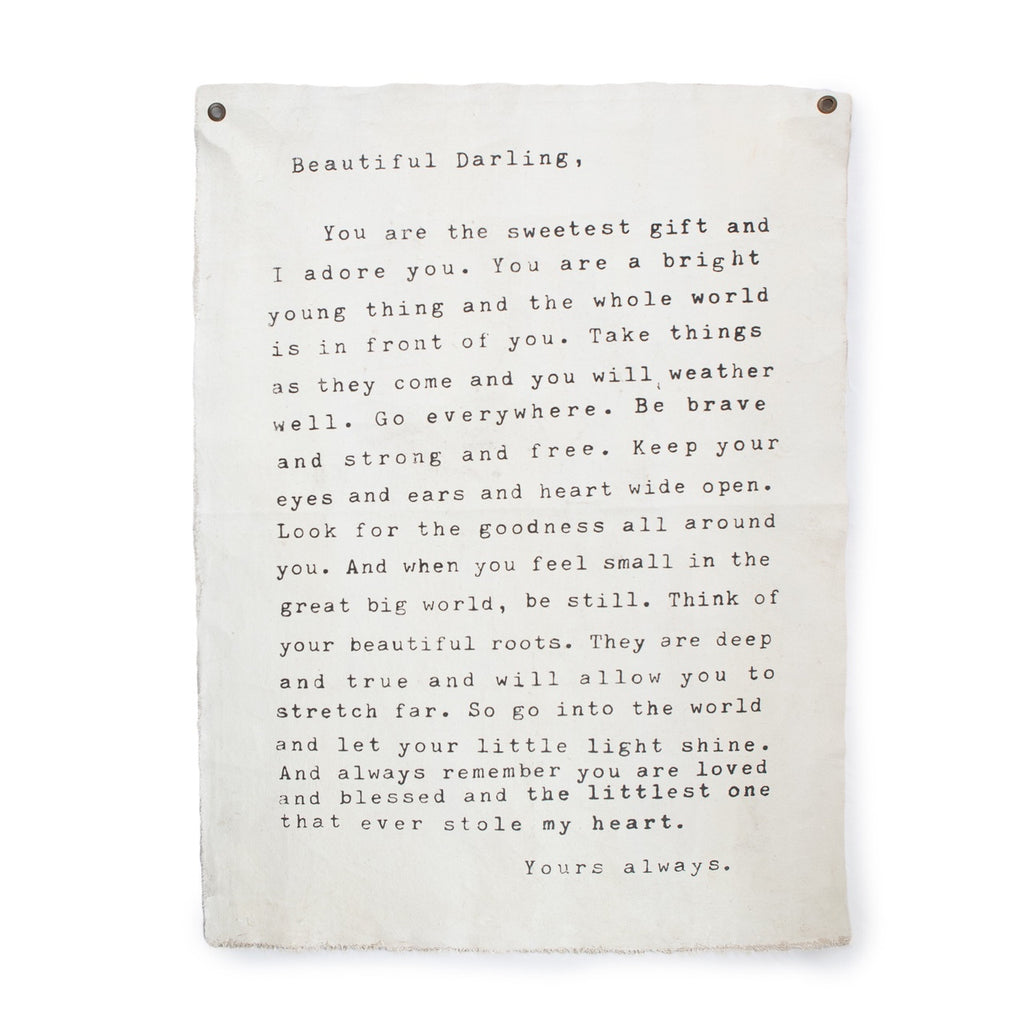 Beautiful Darling,
You are the sweetest gift and
I adore you. You are a bright
young thing and the whole world
is in front of you. Take things
as they come and you will weather
well. Go everywhere. Be brave
and strong and free. Keep your
eyes and ears and heart wide open.
Look for the goodness all around
you. And when you feel small in the
great big world, be still. Think of
your beautiful roots. They are deep
and true and will allow you to
stretch far. So go into the world
and let your little light shine.
And always remember you are loved
and blessed and the littlest one
that ever stole my heart.
Yours always.